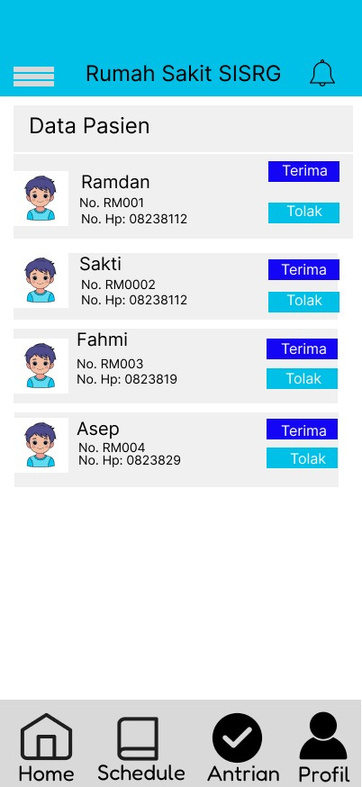 Rumah Sakit SISRG
Data Pasien
Ramdan
No. RM001
No. Hp: 08238112
Terima
Tolak
Sakti
No. RM0002
No. Hp: 08238112
Terima
Tolak
Fahmi
No. RM003
No. Hp: 0823819
Terima
Tolak
Asep
No. RM004
No. Hp: 0823829
Terima
Tolak
Home
Schedule
Antrian
Profil